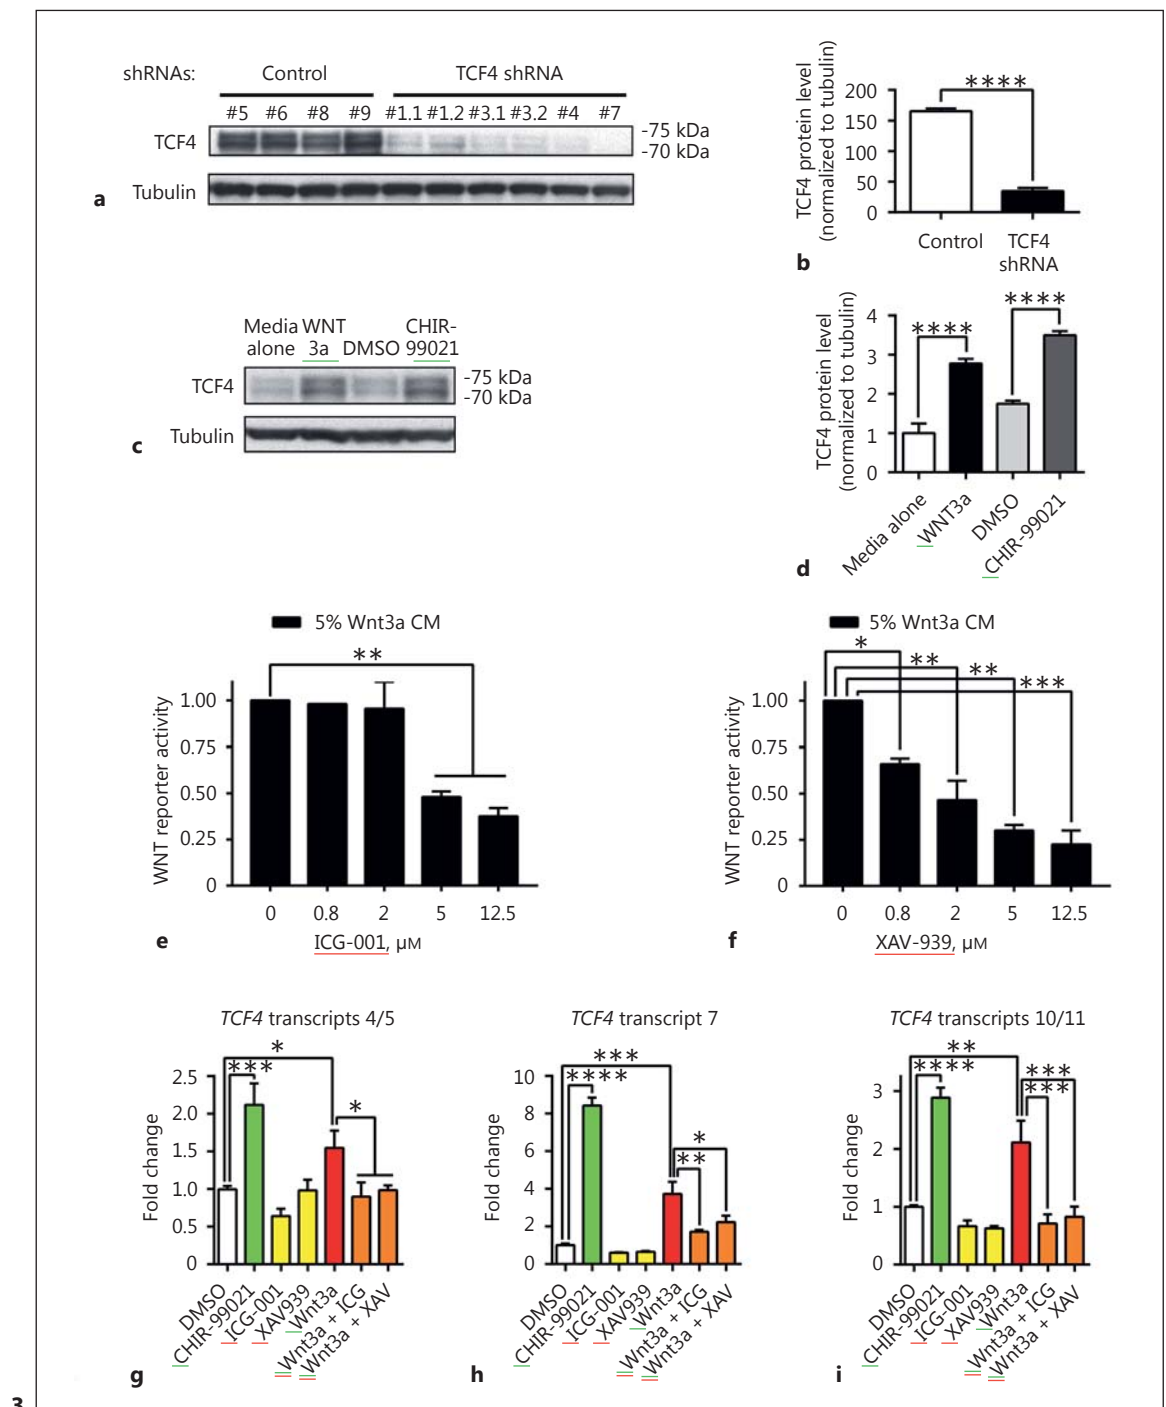 shRNAs: Control TCF4 shRNA
#5 #6 #8 #9 #1.1 #1.2 #3.1 #3.2 #4 #7
TCF4
-75 kDa
-70 kDa
Tubulin
a
TCF4 protein level
(normalized to tubulin)
200
150
100
50
0
****
Control TCF4
shRNA
b
Media WNT CHIR-
alone 3a DMSO 99021
TCF4
-75 kDa
-70 kDa
Tubulin
c
TCF4 protein level
(normalized to tubulin)
4
3
2
1
0
****
****
Media alone
WNT3a
DMSO
CHIR-99021
d
5% Wnt3a CM
**
WNT reporter activity
1.00
0.75
0.50
0.25
0
0 0.8 2 5 12.5
ICG-001, µM
e
5% Wnt3a CM
*
**
**
***
WNT reporter activity
1.00
0.75
0.50
0.25
0
0 0.8 2 5 12.5
XAV-939, µM
f
TCF4 transcripts 4/5
*
***
*
Fold change
2.5
2.0
1.5
1.0
0.5
0
DMSO
CHIR-99021
ICG-001
XAV939
Wnt3a
Wnt3a + ICG
Wnt3a + XAV
g
TCF4 transcript 7
***
****
*
**
Fold change
10
8
6
4
2
0
DMSO
CHIR-99021
ICG-001
XAV939
Wnt3a
Wnt3a + ICG
Wnt3a + XAV
h
TCF4 transcripts 10/11
**
****
***
***
Fold change
3
2
1
0
DMSO
CHIR-99021
ICG-001
XAV939
Wnt3a
Wnt3a + ICG
Wnt3a + XAV
i
3